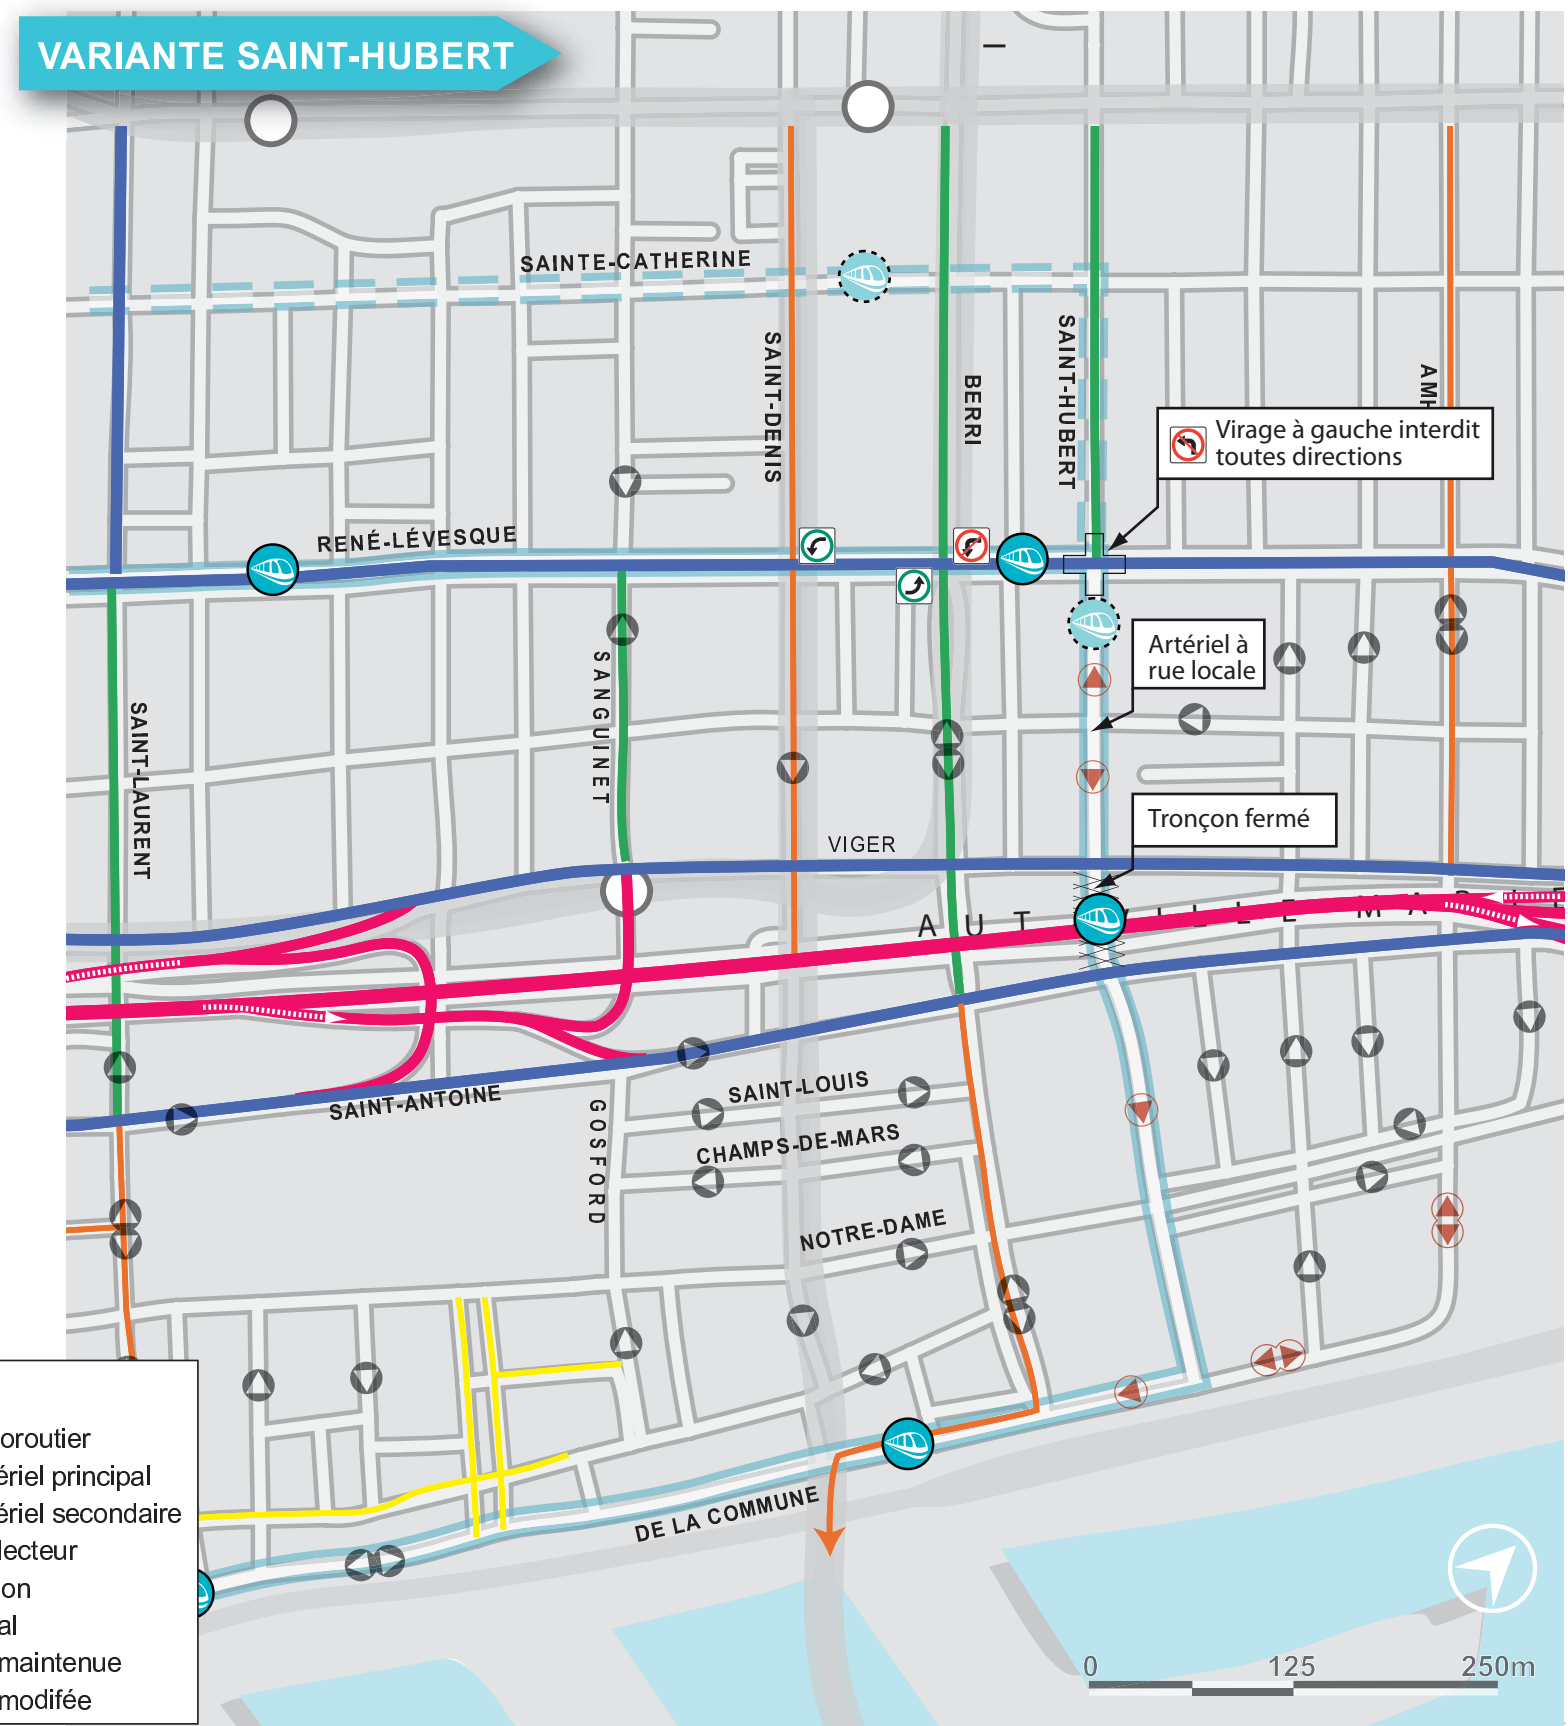 VARIANTE SAINT-HUBERT
SAINTE-CATHERINE
SAINT-DENIS
BERRI
SAINT-HUBERT
Virage à gauche interdit
toutes directions
RENÉ-LÉVESQUE
Artériel à
rue locale
SANGUINET
SAINT-LAURENT
Tronçon fermé
VIGER
SAINT-ANTOINE
GOSFORD
SAINT-LOUIS
CHAMPS-DE-MARS
NOTRE-DAME
DE LA COMMUNE
oroutier
ériel principal
ériel secondaire
lecteur
on
al
maintenue
modifée
0 125 250m